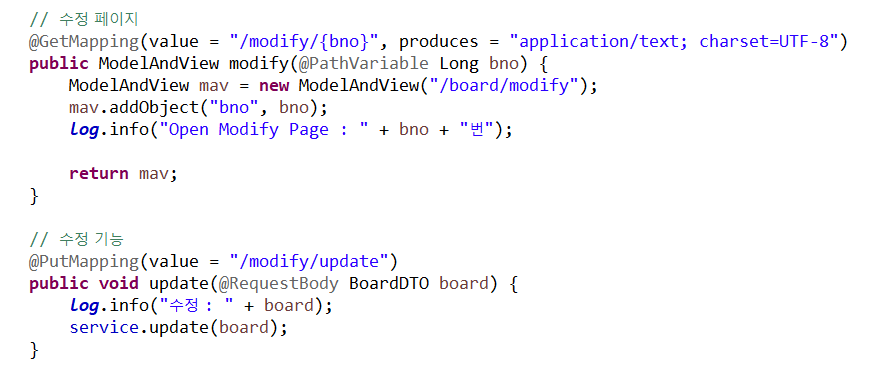 // 수정 페이지
@GetMapping(value = "/modify/{bno}", produces = "application/text; charset=UTF-8")
public ModelAndView modify(@PathVariable Long bno) {
    ModelAndView mav = new ModelAndView("/board/modify");
    mav.addObject("bno", bno);
    log.info("Open Modify Page : " + bno + "번");

    return mav;
}

// 수정 기능
@PutMapping(value = "/modify/update")
public void update(@RequestBody BoardDTO board) {
    log.info("수정 : " + board);
    service.update(board);
}